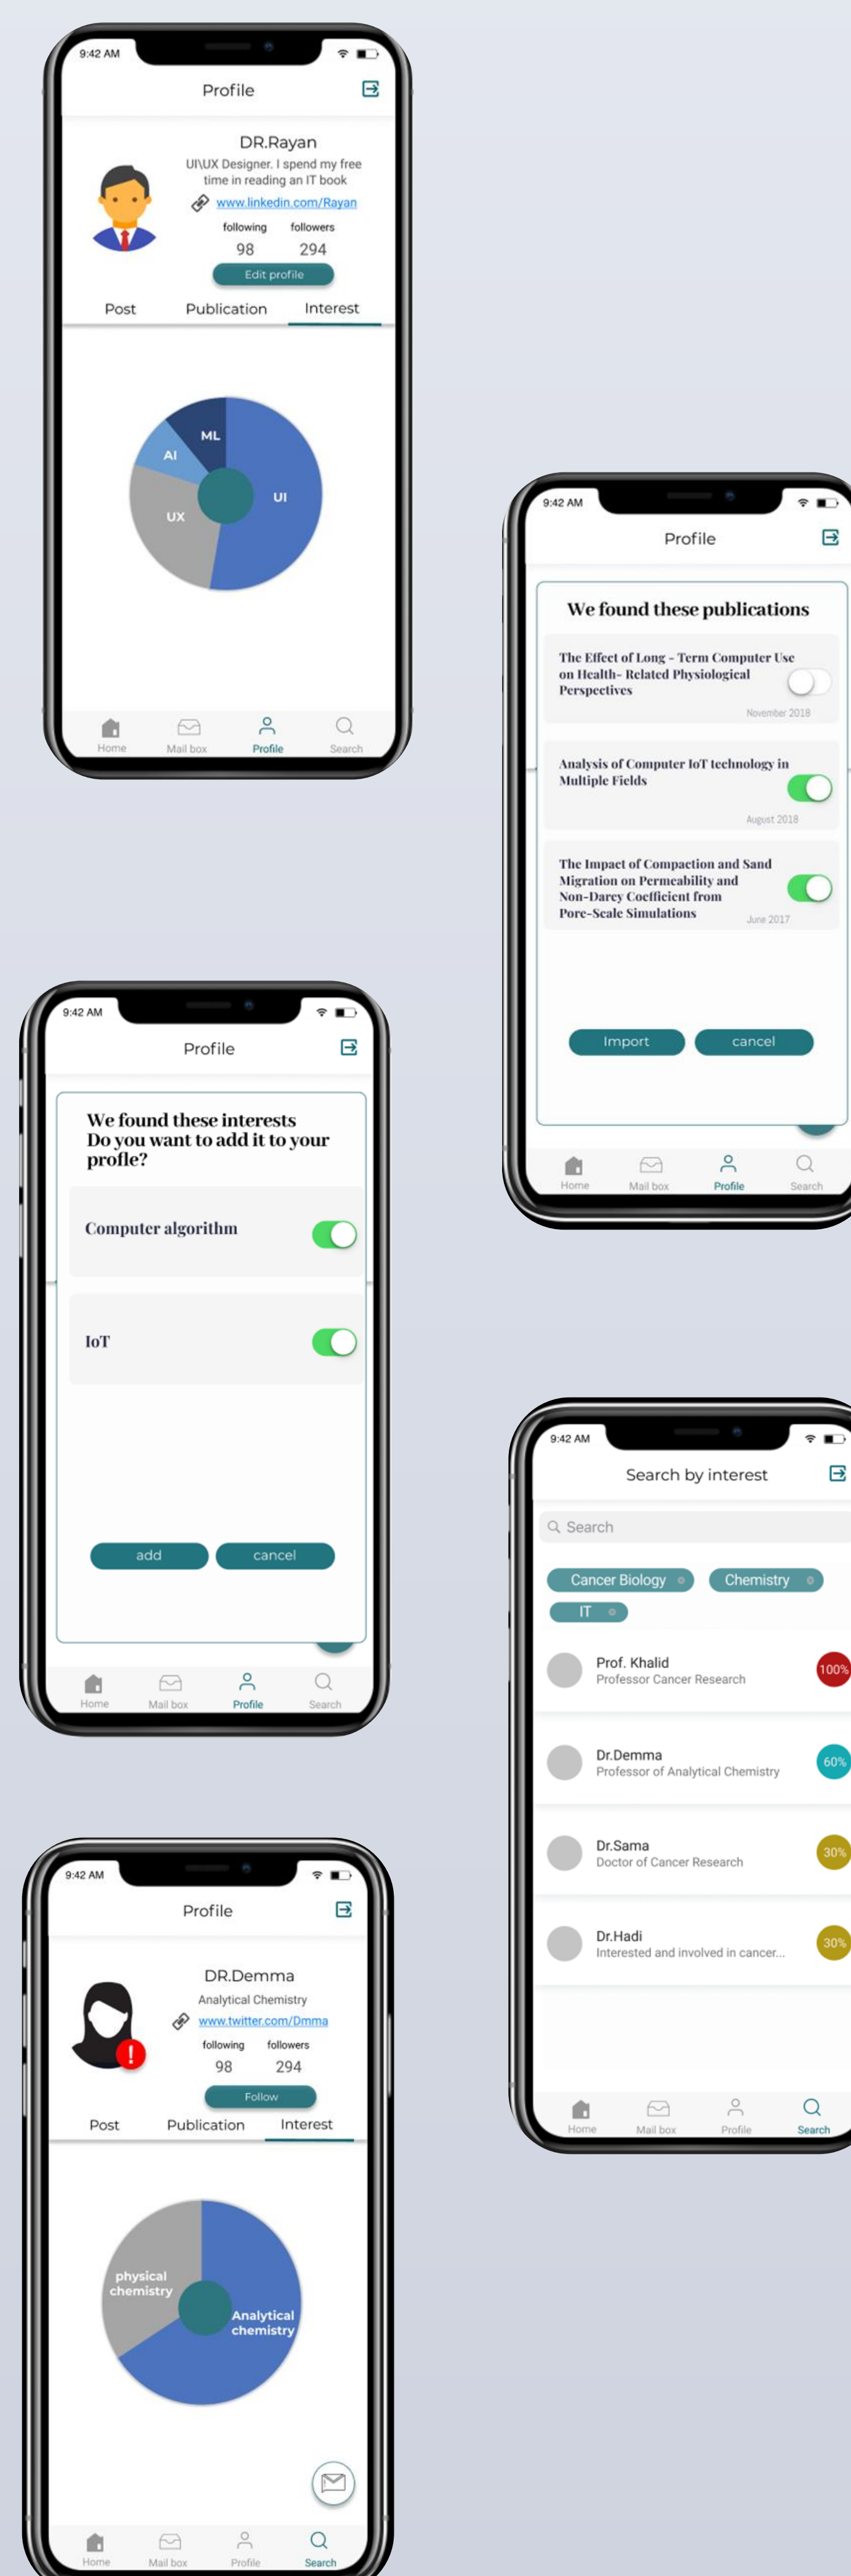 9:42 AM
Profile
DR.Rayan
UI\UX Designer. I spend my free
time in reading an IT book
www.linkedin.com/Rayan
following followers
98 294
Edit profile
Post Publication Interest
ML
AI
UI
UX
Home Mail box Profile Search
9:42 AM
Profile
We found these publications
The Effect of Long - Term Computer Use
on Health- Related Physiological
Perspectives
November 2018
Analysis of Computer IoT technology in
Multiple Fields
August 2018
The Impact of Compaction and Sand
Migration on Permeability and
Non-Darcy Coefficient from
Pore-Scale Simulations
June 2017
Import cancel
Home Mail box Profile Search
9:42 AM
Profile
We found these interests
Do you want to add it to your
profle?
Computer algorithm
IoT
add cancel
Home Mail box Profile Search
9:42 AM
Search by interest
Search
Cancer Biology Chemistry
IT
Prof. Khalid
Professor Cancer Research
100%
Dr.Demma
Professor of Analytical Chemistry
60%
Dr.Sama
Doctor of Cancer Research
30%
Dr.Hadi
Interested and involved in cancer...
30%
Home Mail box Profile Search
9:42 AM
Profile
DR.Demma
Analytical Chemistry
www.twitter.com/Dmma
following followers
98 294
Follow
Post Publication Interest
physical
chemistry
Analytical
chemistry
Home Mail box Profile Search